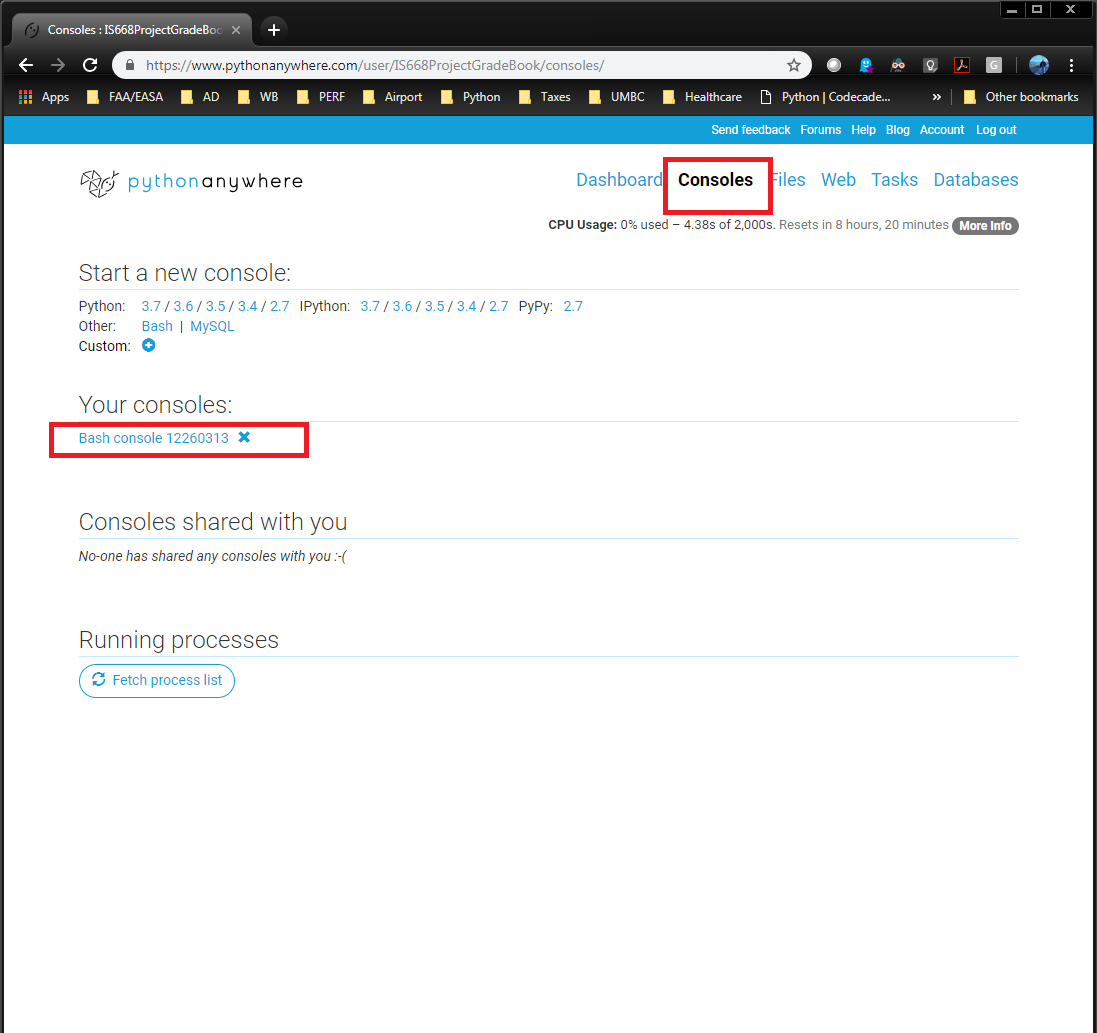 Consoles : IS668ProjectGradeBoo
https://www.pythonanywhere.com/user/IS668ProjectGradeBook/consoles/
G
Apps FAA/EASA AD WB PERF Airport Python Taxes UMBC Healthcare Python | Codecade... » Other bookmarks
Send feedback Forums Help Blog Account Log out
pythonanywhere
Dashboard Consoles Files Web Tasks Databases
CPU Usage: 0% used – 4.38s of 2,000s. Resets in 8 hours, 20 minutes More Info
Start a new console:
Python: 3.7 / 3.6 / 3.5 / 3.4 / 2.7 IPython: 3.7 / 3.6 / 3.5 / 3.4 / 2.7 PyPy: 2.7
Other: Bash | MySQL
Custom:
Your consoles:
Bash console 12260313
Consoles shared with you
No-one has shared any consoles with you :-(
Running processes
Fetch process list